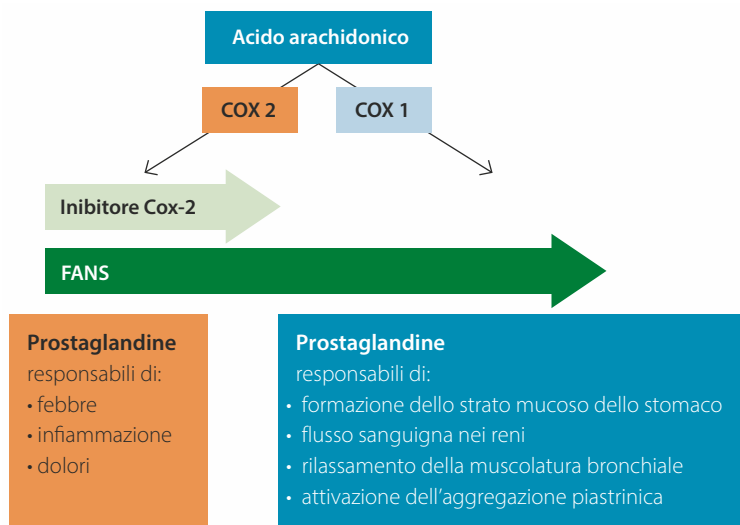 Acido arachidonico
COX 2
COX 1
Inibitore Cox-2
FANS
Prostaglandine
responsabili di:
• febbre
• infiammazione
• dolori
Prostaglandine
responsabili di:
• formazione dello strato mucoso dello stomaco
• flusso sanguigna nei reni
• rilassamento della muscolatura bronchiale
• attivazione dell'aggregazione piastrinica